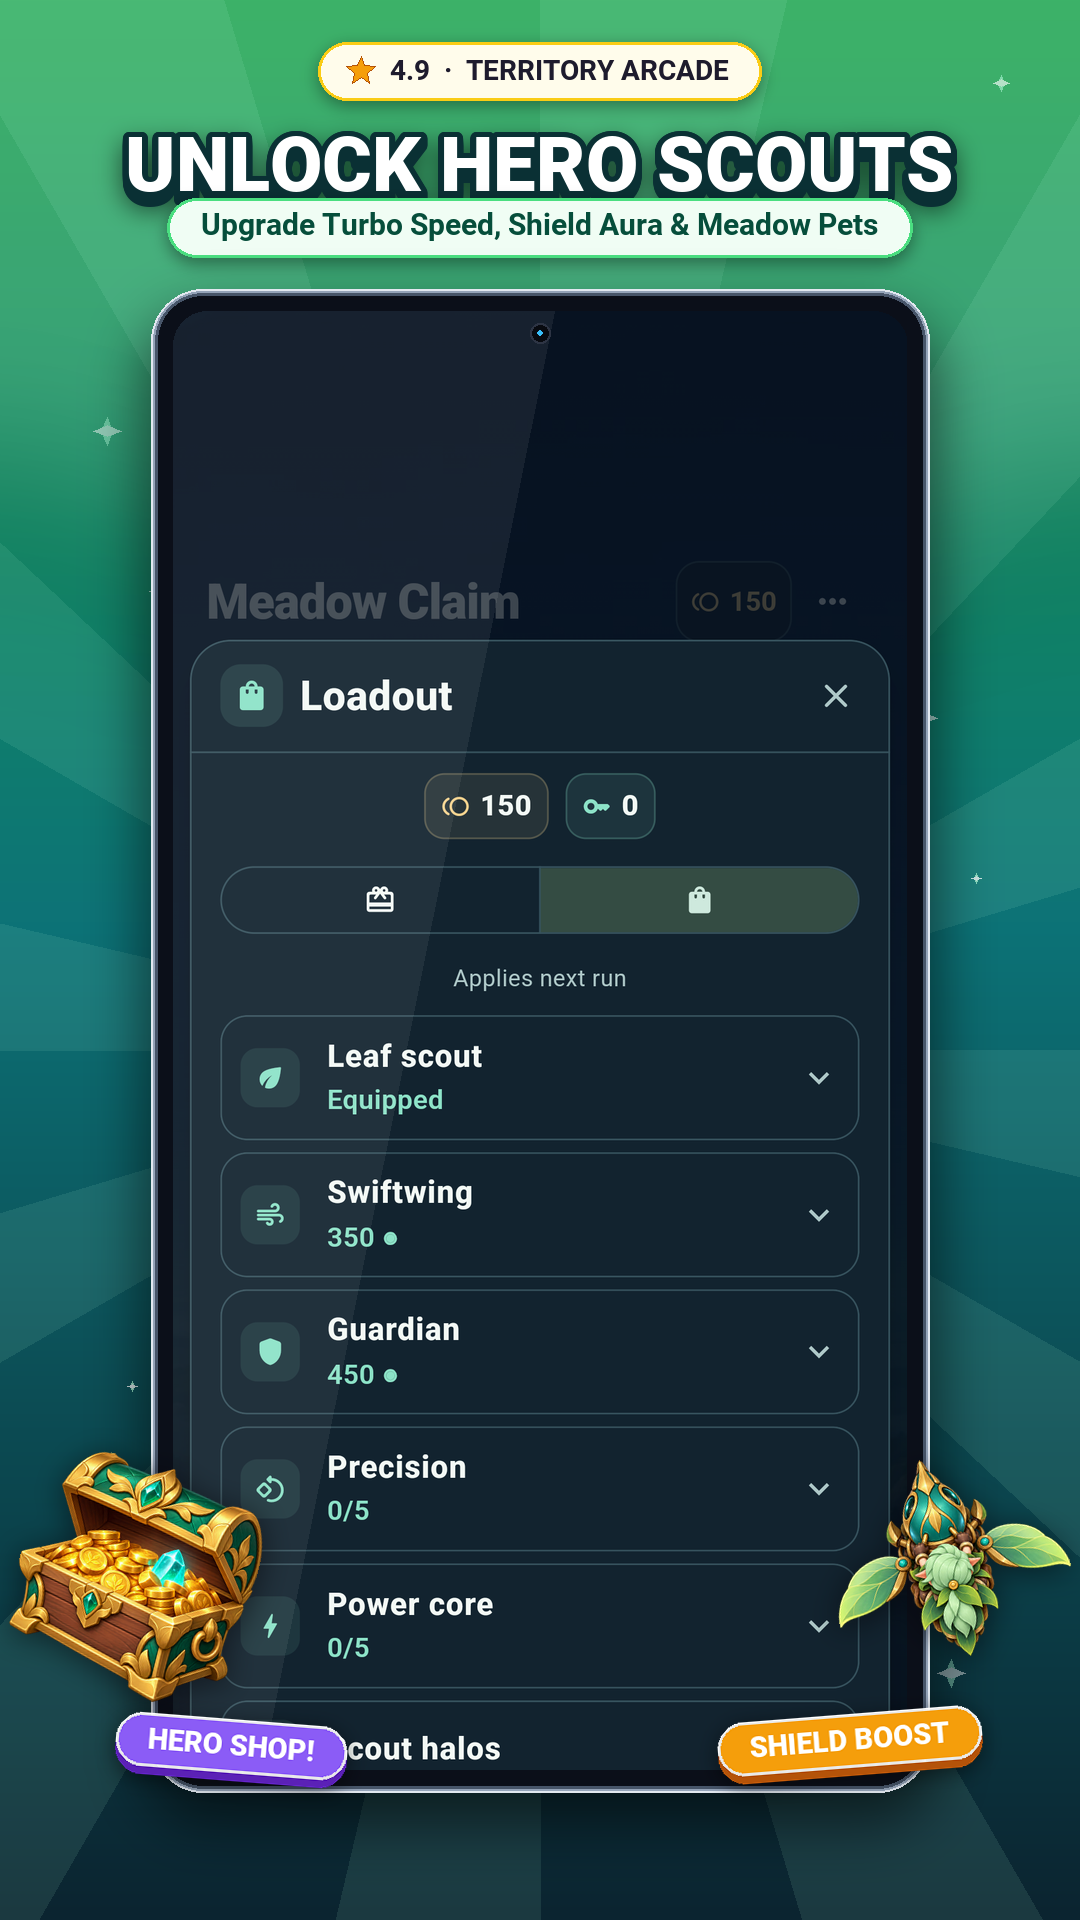 4.9 · TERRITORY ARCADE
UNLOCK HERO SCOUTS
Upgrade Turbo Speed, Shield Aura & Meadow Pets
Meadow Claim
150
Loadout
150
0
Applies next run
Leaf scout
Equipped
Swiftwing
350
Guardian
450
Precision
0/5
Power core
0/5
cout halos
HERO SHOP!
SHIELD BOOST